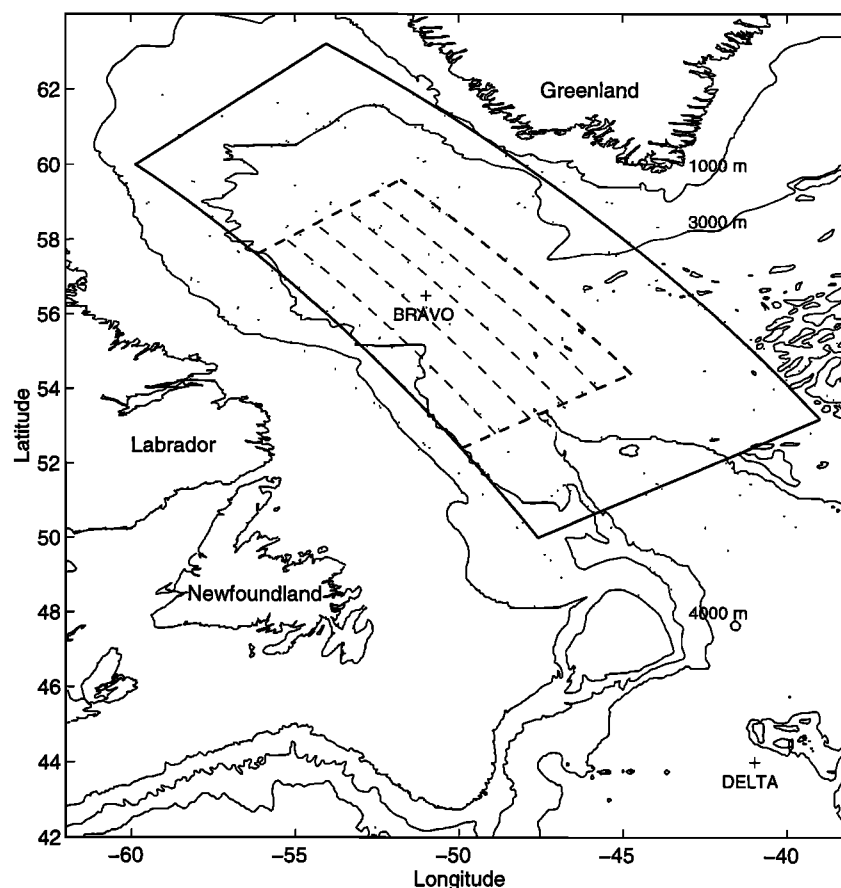 Greenland
1000 m
3000 m
BRAVO
Labrador
Newfoundland
4000 m
DELTA
62
60
58
56
54
52
50
48
46
44
42
Latitude
−60
−55
−50
−45
−40
Longitude